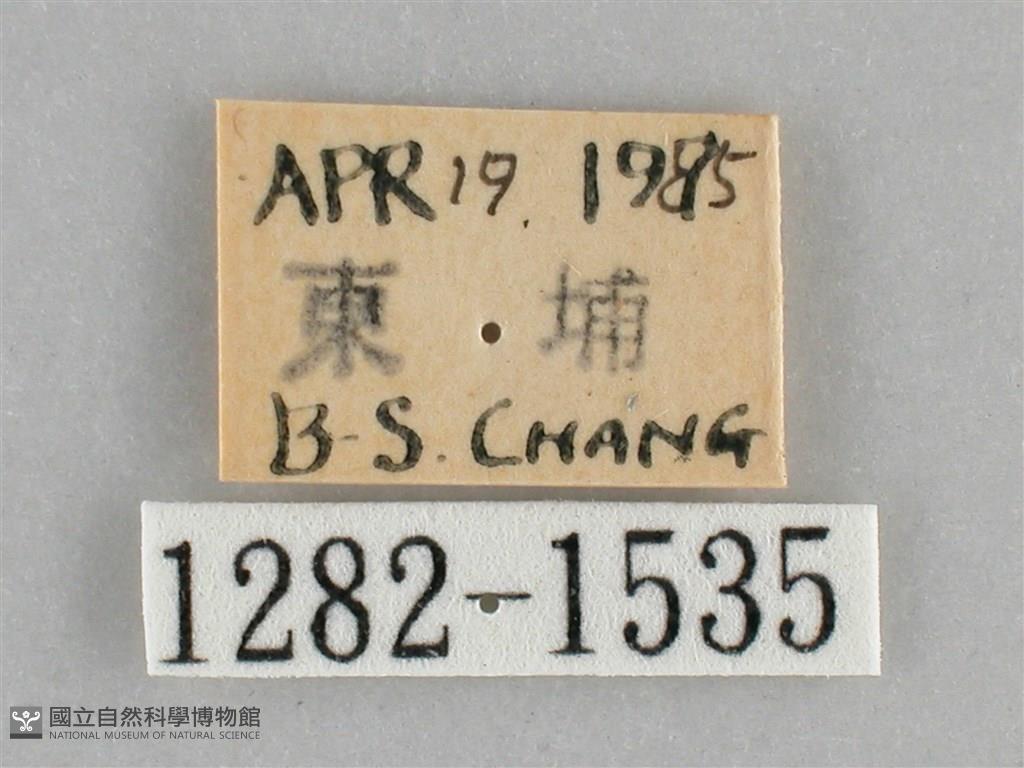 APR 19, 1985
東 埔
B-S. CHANG
1282-1535
國立自然科學博物館
NATIONAL MUSEUM OF NATURAL SCIENCE